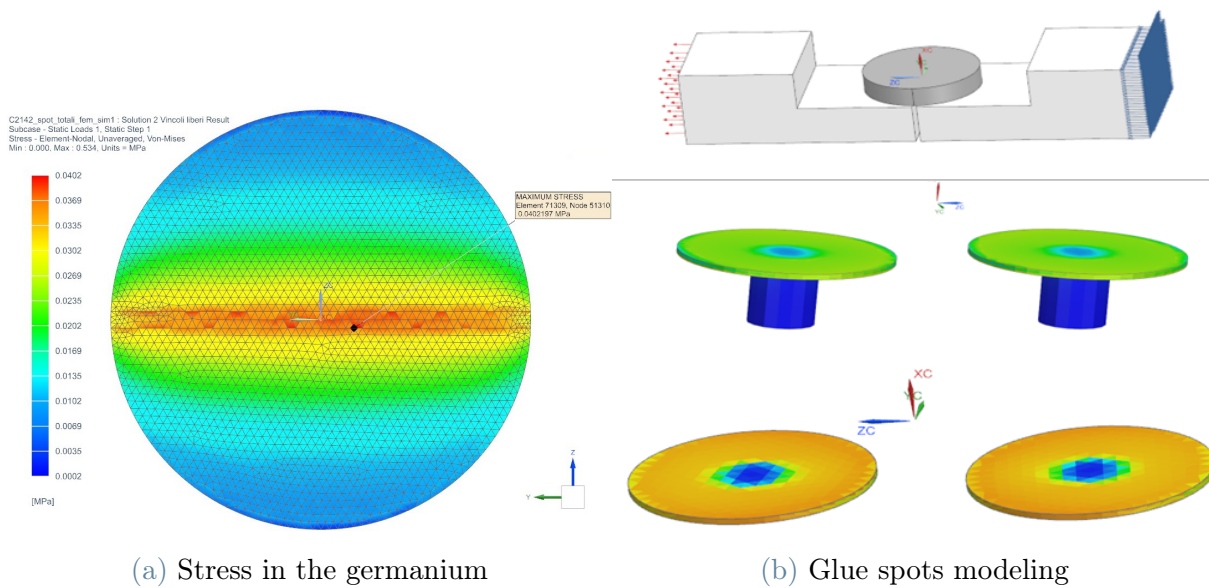 C2142_spot_totali_fem_sim1 : Solution 2 Vincoli liberi Result
Subcase - Static Loads 1, Static Step 1
Stress - Element-Nodal, Unaveraged, Von-Mises
Min : 0.000, Max : 0.534, Units = MPa
0.0402
0.0369
0.0336
0.0302
0.0269
0.0235
0.0202
0.0169
0.0135
0.0102
0.0069
0.0035
0.0002
[MPa]
MAXIMUM STRESS
Element 71309, Node 51310
0.0402197 MPa
ZC
Z
Y
(a) Stress in the germanium
XC
ZC
YC
ZC
XC
YC
ZC
(b) Glue spots modeling